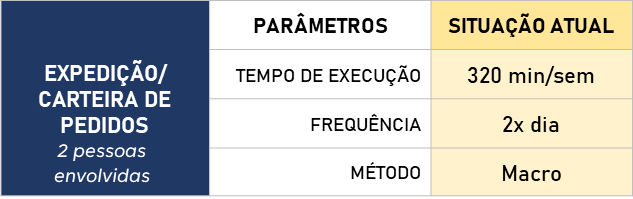 PARÂMETROS SITUAÇÃO ATUAL
EXPEDIÇÃO/
CARTEIRA DE
PEDIDOS
2 pessoas
envolvidas
TEMPO DE EXECUÇÃO 320 min/sem
FREQUÊNCIA 2x dia
MÉTODO Macro